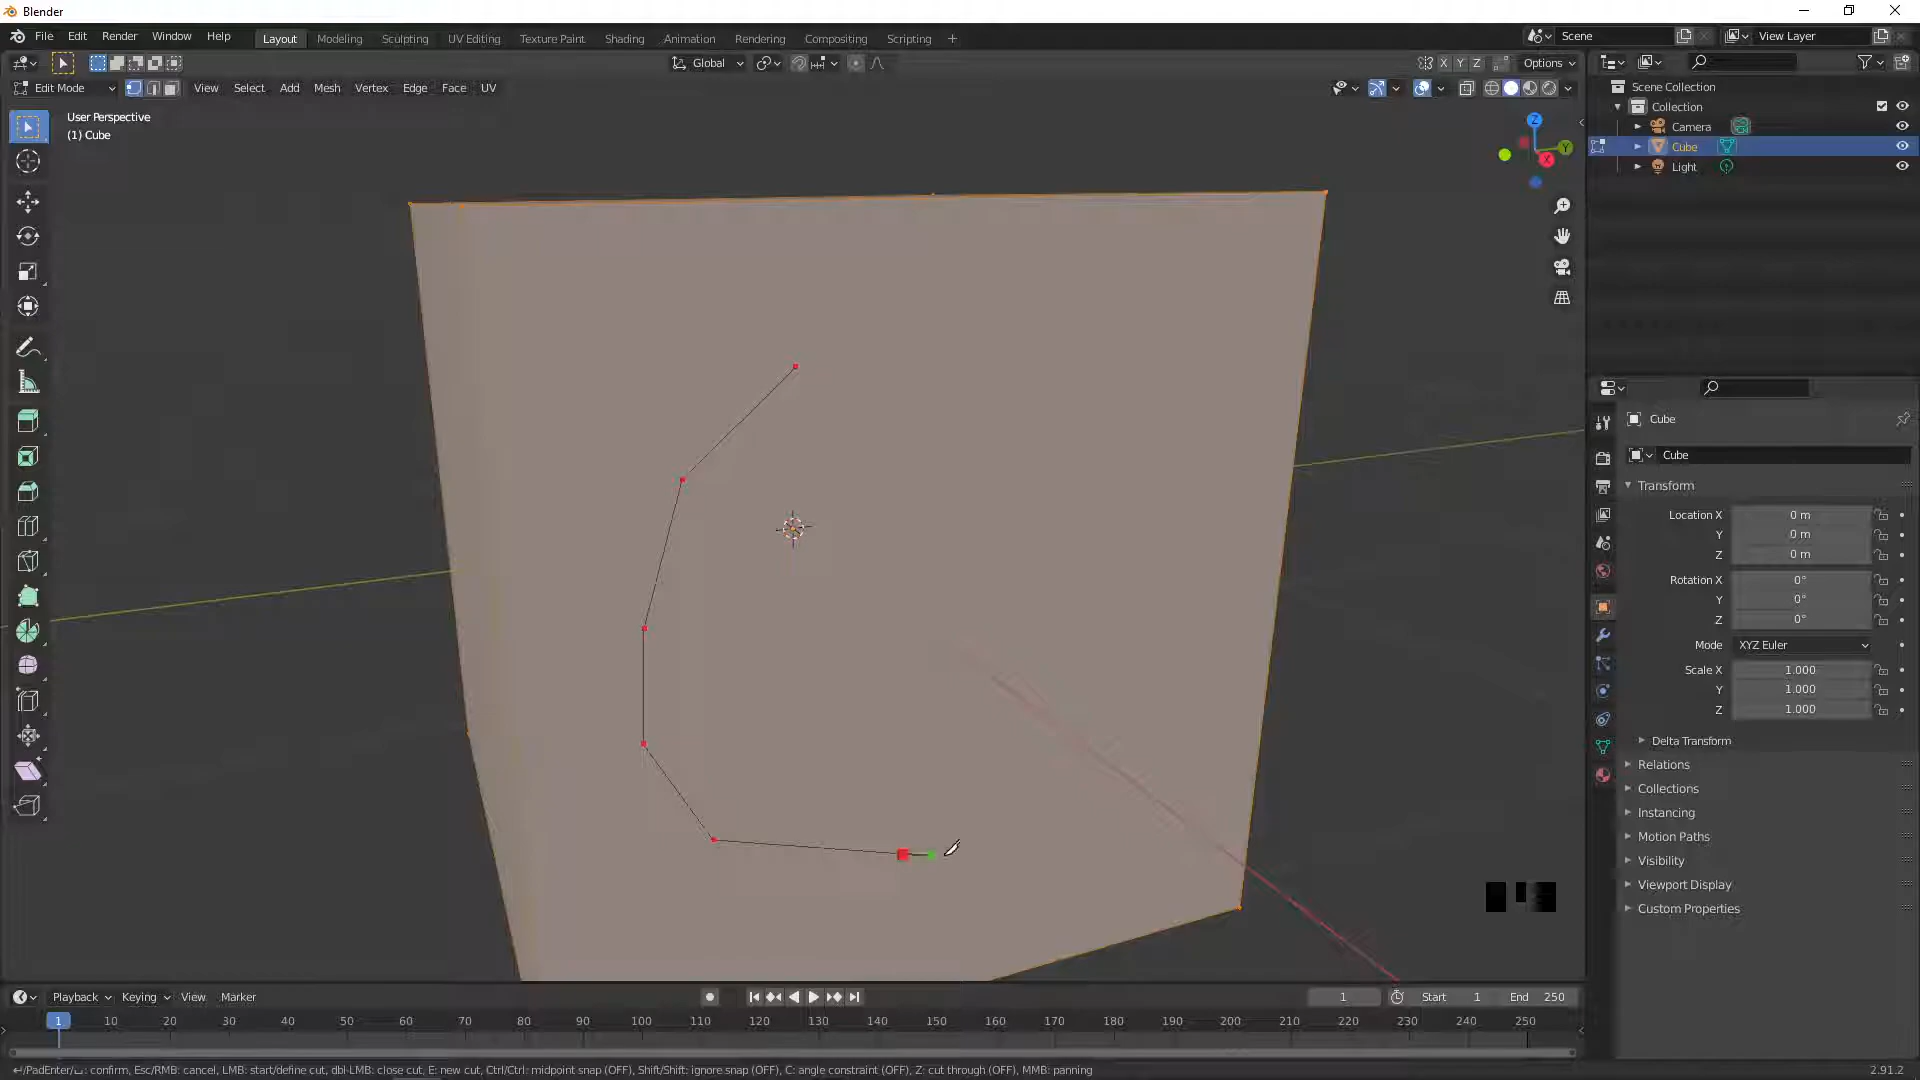 Blender
File Edit Render Window Help
Layout Modeling Sculpting UV Editing Texture Paint Shading Animation Rendering Compositing Scripting +
Scene
View Layer
Global
X Y Z
Options
Edit Mode
View Select Add Mesh Vertex Edge Face UV
User Perspective
(1) Cube
Z
Y
X
Scene Collection
Collection
Camera
Cube
Light
Cube
Cube
Transform
Location X 0 m
Y 0 m
Z 0 m
Rotation X 0°
Y 0°
Z 0°
Mode XYZ Euler
Scale X 1.000
Y 1.000
Z 1.000
Delta Transform
Relations
Collections
Instancing
Motion Paths
Visibility
Viewport Display
Custom Properties
Playback Keying View Marker
1
Start 1
End 250
1 10 20 30 40 50 60 70 80 90 100 110 120 130 140 150 160 170 180 190 200 210 220 230 240 250
↵/PadEnter/⎵: confirm, Esc/RMB: cancel, LMB: start/define cut, dbl-LMB: close cut, E: new cut, Ctrl/Ctrl: midpoint snap (OFF), Shift/Shift: ignore snap (OFF), C: angle constraint (OFF), Z: cut through (OFF), MMB: panning
2.91.2